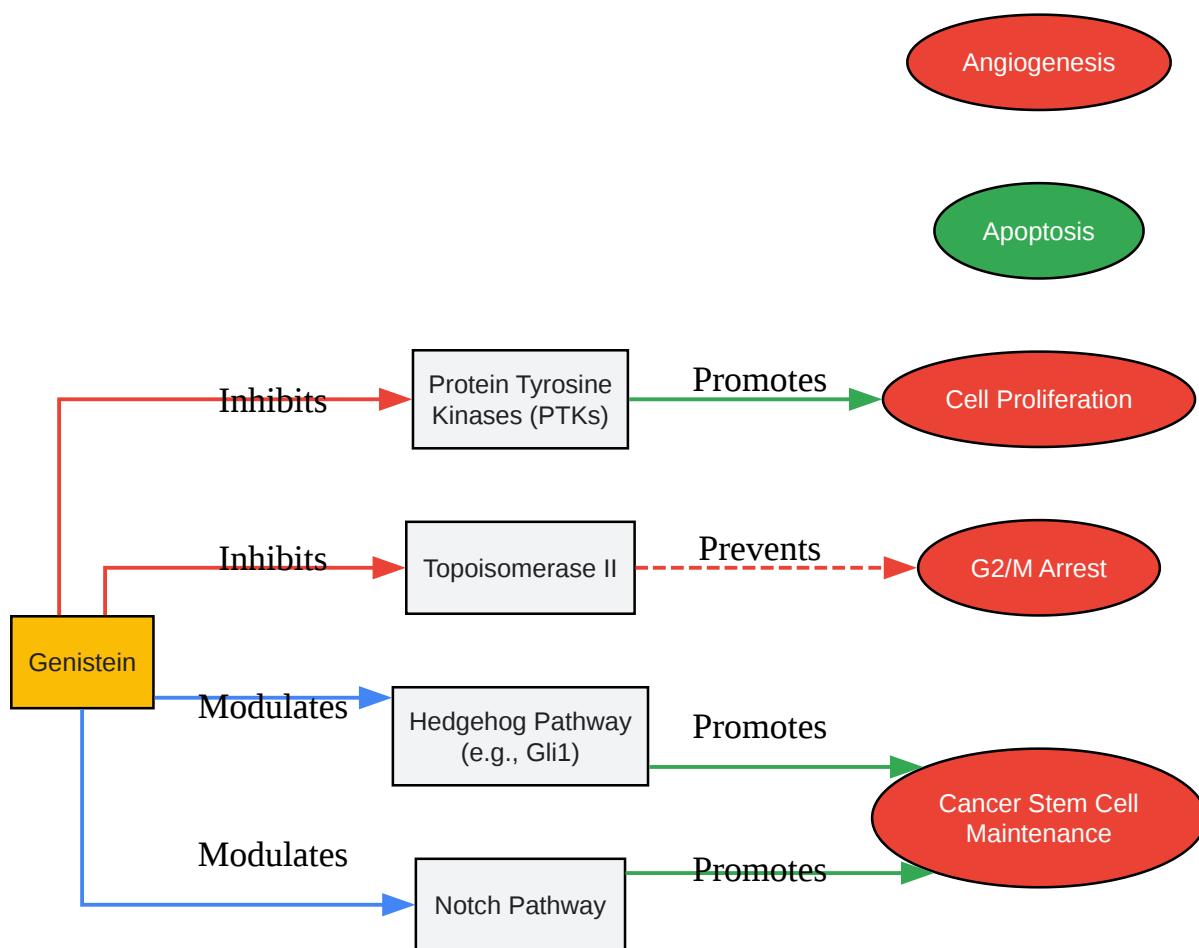 Angiogenesis
Apoptosis
Inhibits
Protein Tyrosine
Kinases (PTKs)
Promotes
Cell Proliferation
Inhibits
Topoisomerase II
Prevents
G2/M Arrest
Genistein
Modulates
Hedgehog Pathway
(e.g., Gli1)
Promotes
Cancer Stem Cell
Maintenance
Modulates
Notch Pathway
Promotes